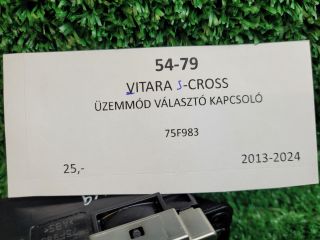 54-79
VITARA S-CROSS
ÜZEMMÓD VÁLASZTÓ KAPCSOLÓ
75F983
25,-
2013-2024